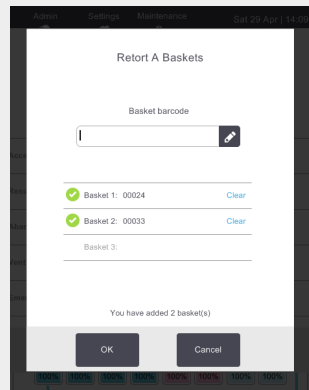 Admin Settings Maintenance Sat 29 Apr | 14:09
Retort A Baskets
Basket barcode
Basket 1: 00024 Clear
Basket 2: 00033 Clear
Basket 3:
You have added 2 basket(s)
OK Cancel
100% 100% 100% 100% 100% 100% 100% 100%